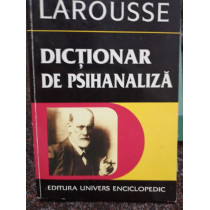 LAROUSSE
DICȚIONAR
DE PSIHANALIZĂ
EDITURA UNIVERS ENCICLOPEDIC